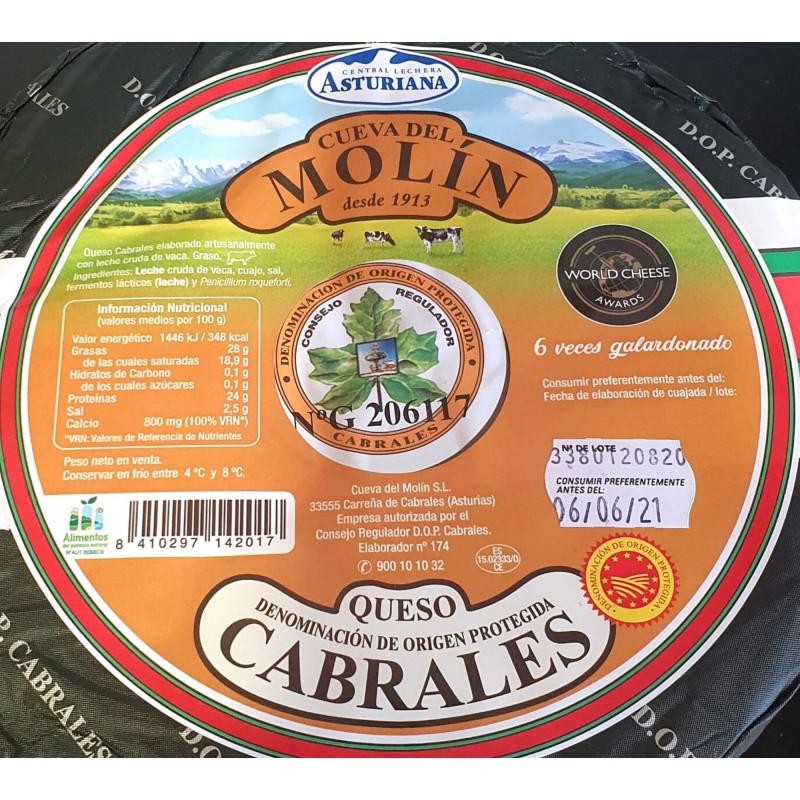 CENTRAL LECHERA
ASTURIANA
CUEVA DEL
MOLÍN
desde 1913
Queso Cabrales elaborado artesanalmente
con leche cruda de vaca. Graso.
Ingredientes: Leche cruda de vaca, cuajo, sal,
fermentos lácticos (leche) y Penicillium roqueforti.
Información Nutricional
(valores medios por 100 g)
Valor energético 1446 kJ / 348 kcal
Grasas 28 g
de las cuales saturadas 18,9 g
Hidratos de Carbono 0,1 g
de los cuales azúcares 0,1 g
Proteínas 24 g
Sal 2,5 g
Calcio 800 mg (100% VRN*)
*VRN: Valores de Referencia de Nutrientes
Peso neto en venta.
Conservar en frío entre 4 ºC y 8 ºC.
Alimentos
del paraíso natural
8 410297 142017
DENOMINACIÓN DE ORIGEN PROTEGIDA
CONSEJO REGULADOR
NºG 206117
CABRALES
WORLD CHEESE
AWARDS
6 veces galardonado
Consumir preferentemente antes del:
Fecha de elaboración de cuajada / lote:
Nº DE LOTE
3380120820
CONSUMIR PREFERENTEMENTE
ANTES DEL:
06/06/21
Cueva del Molín S.L.
33555 Carreña de Cabrales (Asturias)
Empresa autorizada por el
Consejo Regulador D.O.P. Cabrales.
Elaborador nº 174
900 10 10 32
ES
15.02333/0
CE
DENOMINACIÓN DE ORIGEN PROTEGIDA
QUESO
DENOMINACIÓN DE ORIGEN PROTEGIDA
CABRALES
D.O.P. CAB
P. CABRALES
D.O.P.